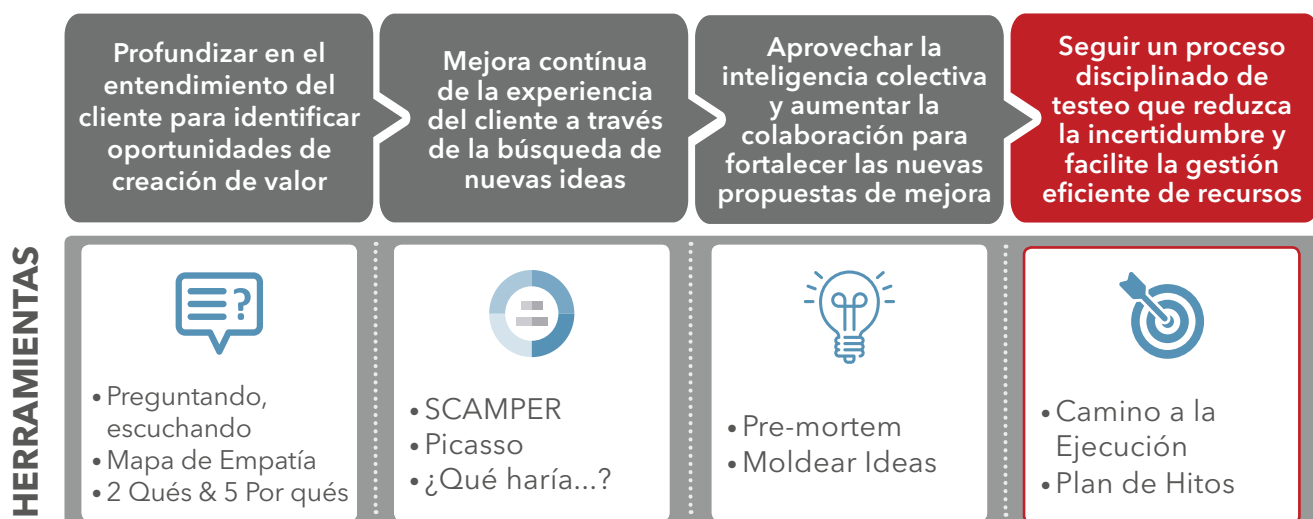 Profundizar en el
entendimiento del
cliente para identificar
oportunidades de
creación de valor
Mejora contínua
de la experiencia
del cliente a través
de la búsqueda de
nuevas ideas
Aprovechar la
inteligencia colectiva
y aumentar la
colaboración para
fortalecer las nuevas
propuestas de mejora
Seguir un proceso
disciplinado de
testeo que reduzca
la incertidumbre y
facilite la gestión
eficiente de recursos
HERRAMIENTAS
?
• Preguntando,
escuchando
• Mapa de Empatía
• 2 Qués & 5 Por qués
• SCAMPER
• Picasso
• ¿Qué haría...?
• Pre-mortem
• Moldear Ideas
• Camino a la
Ejecución
• Plan de Hitos